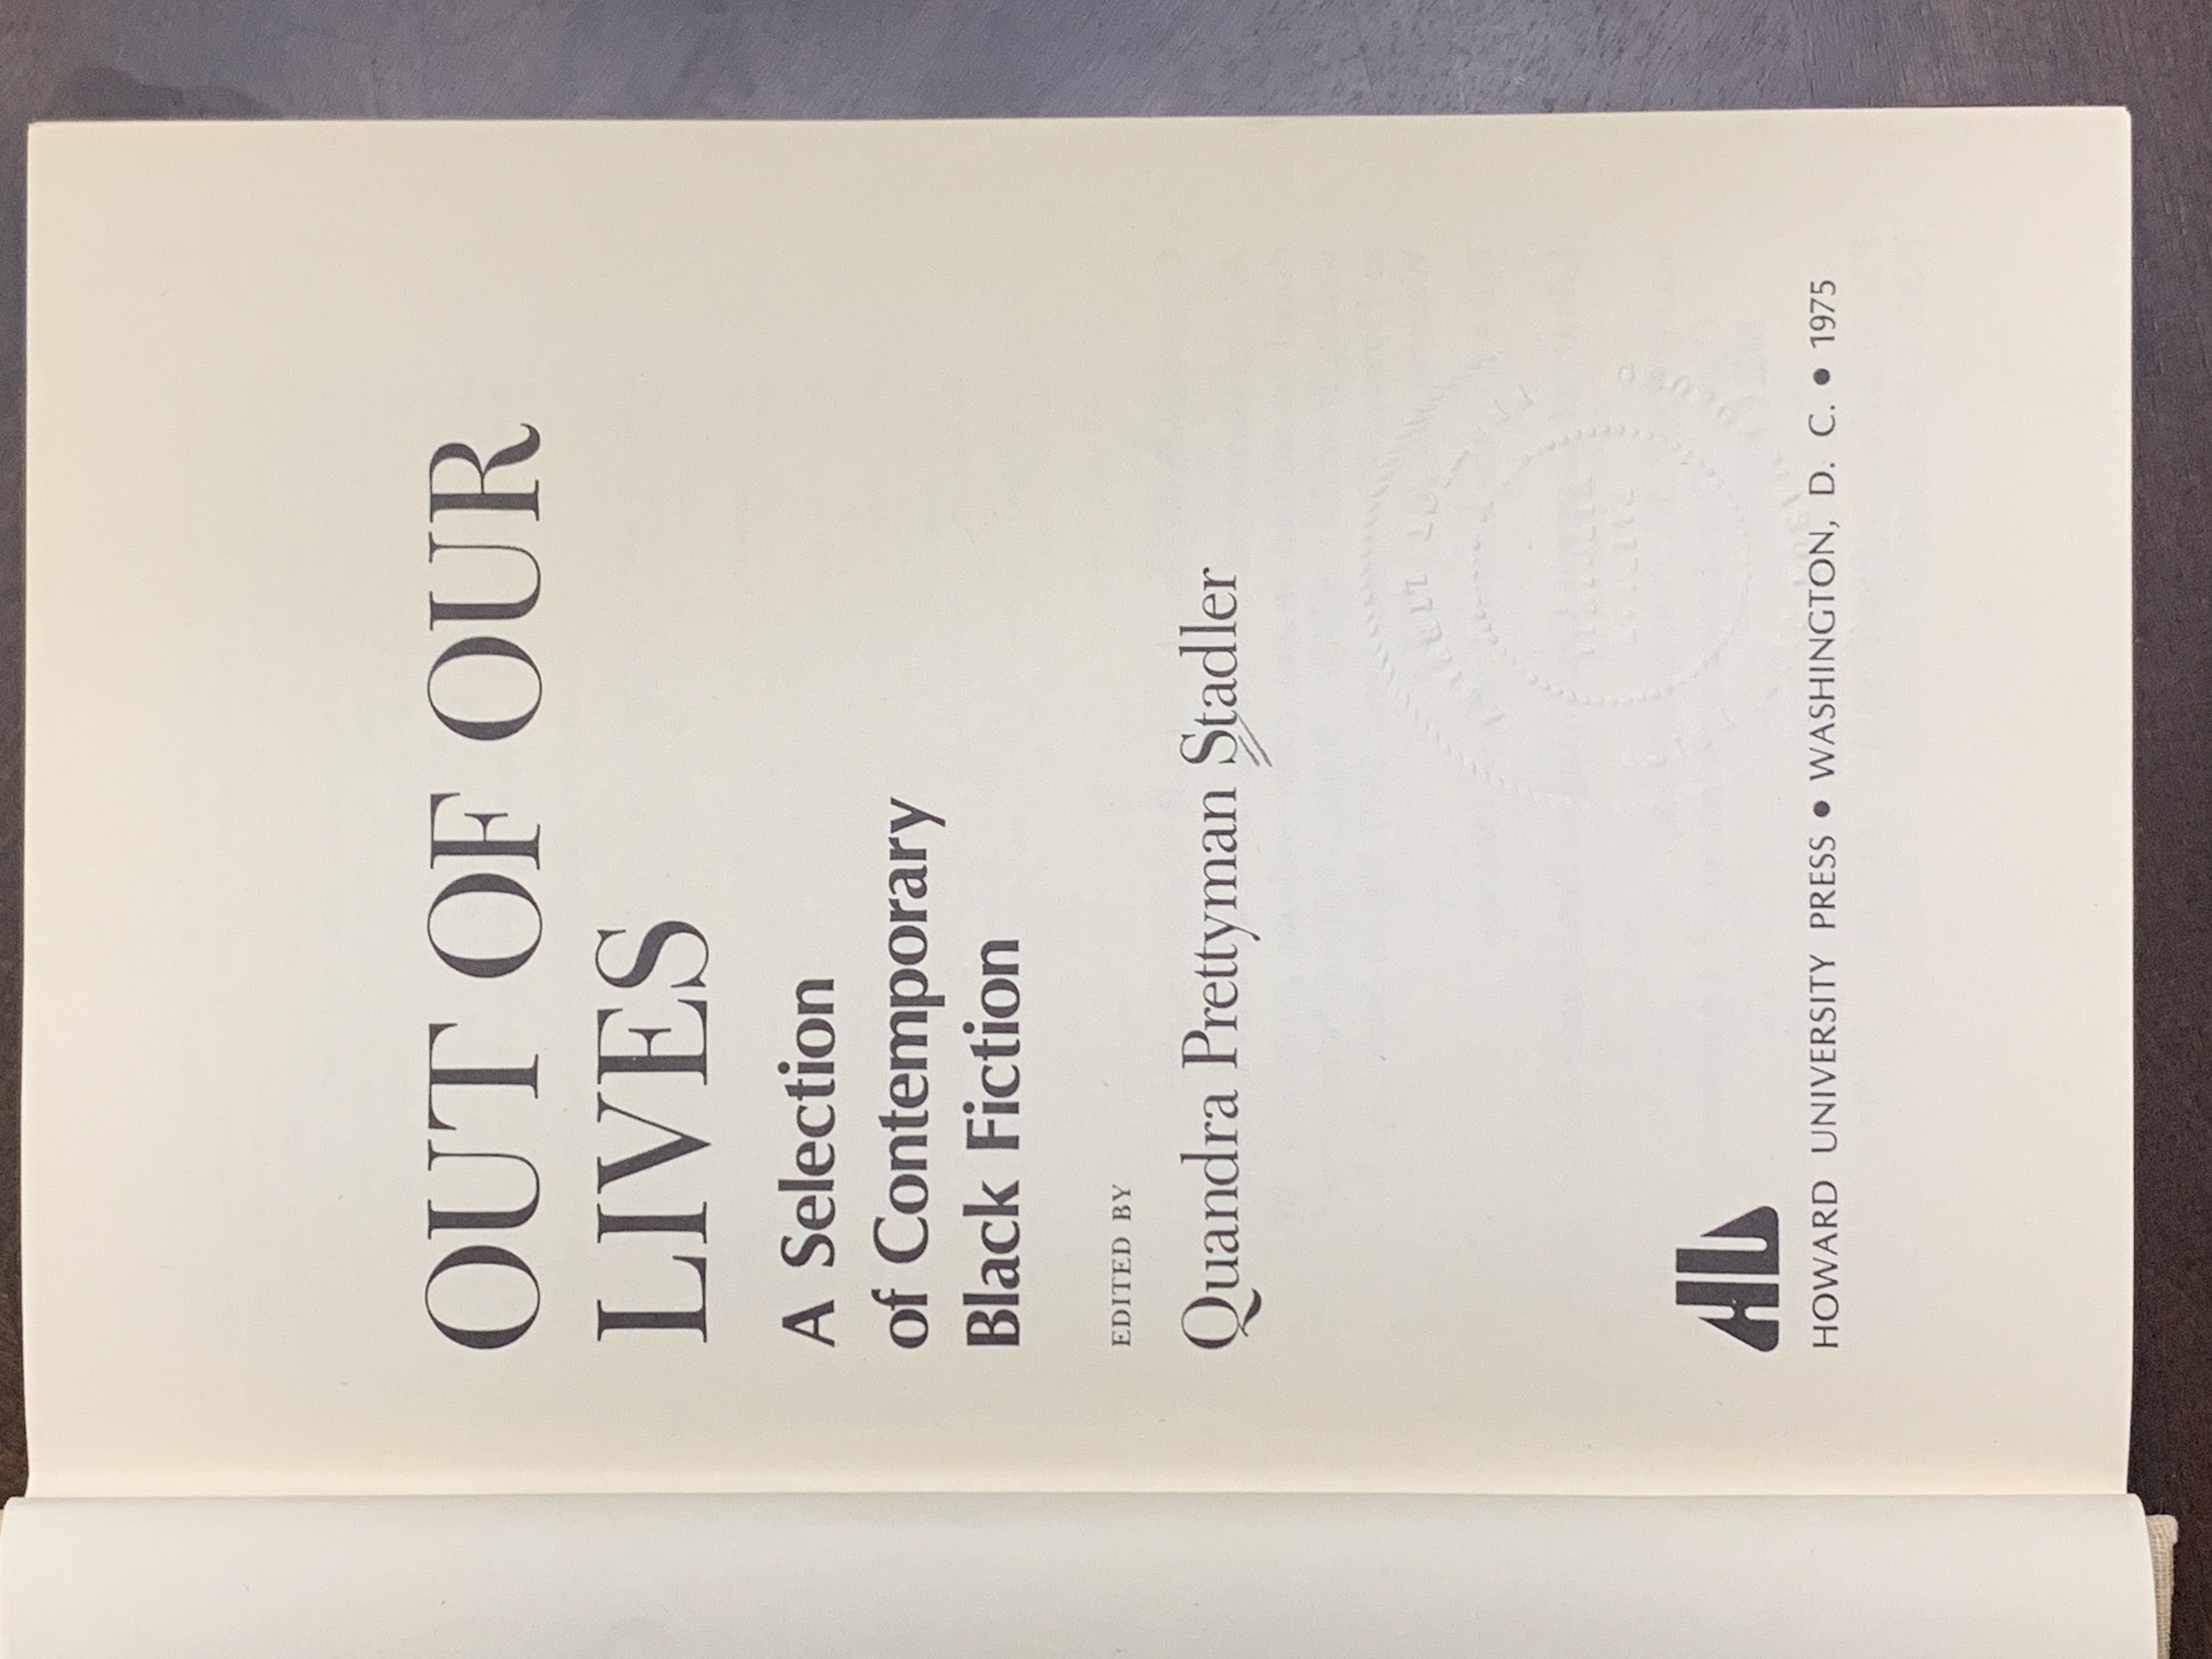 OUT OF OUR
LIVES
A Selection
of Contemporary
Black Fiction
EDITED BY
Quandra Prettyman Stadler
HOWARD UNIVERSITY PRESS • WASHINGTON, D. C. • 1975